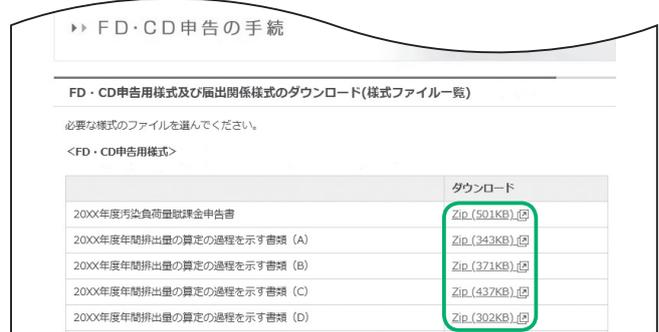 FD･CD申告の手続
FD・CD申告用様式及び届出関係様式のダウンロード(様式ファイル一覧)
必要な様式のファイルを選んでください。
<FD・CD申告用様式>
ダウンロード
20XX年度汚染負荷量賦課金申告書 Zip (501KB)
20XX年度年間排出量の算定の過程を示す書類（A） Zip (343KB)
20XX年度年間排出量の算定の過程を示す書類（B） Zip (371KB)
20XX年度年間排出量の算定の過程を示す書類（C） Zip (437KB)
20XX年度年間排出量の算定の過程を示す書類（D） Zip (302KB)